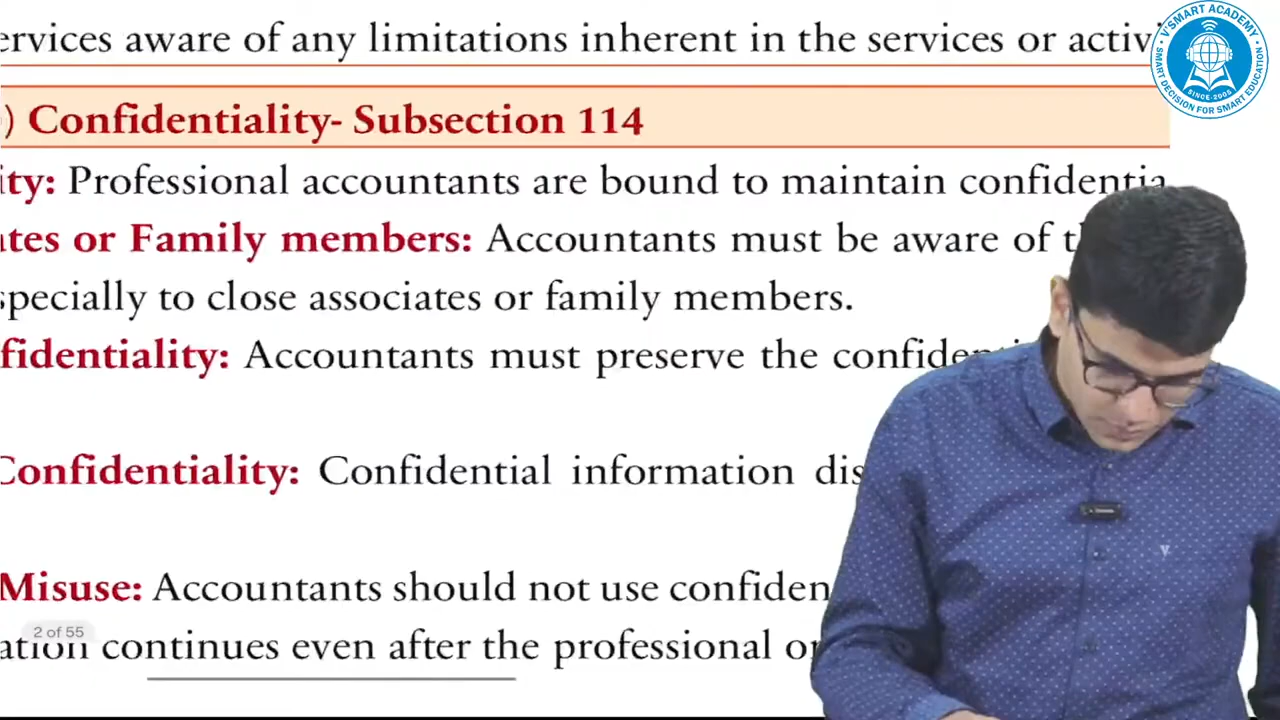 ervices aware of any limitations inherent in the services or activi
) Confidentiality- Subsection 114
ity: Professional accountants are bound to maintain confidentia
ates or Family members: Accountants must be aware of
specially to close associates or family members.
fidentiality: Accountants must preserve the confiden
Confidentiality: Confidential information dis
Misuse: Accountants should not use confiden
ation continues even after the professional or
2 of 55
V'SMART ACADEMY
SMART DECISION FOR SMART EDUCATION
SINCE-2005